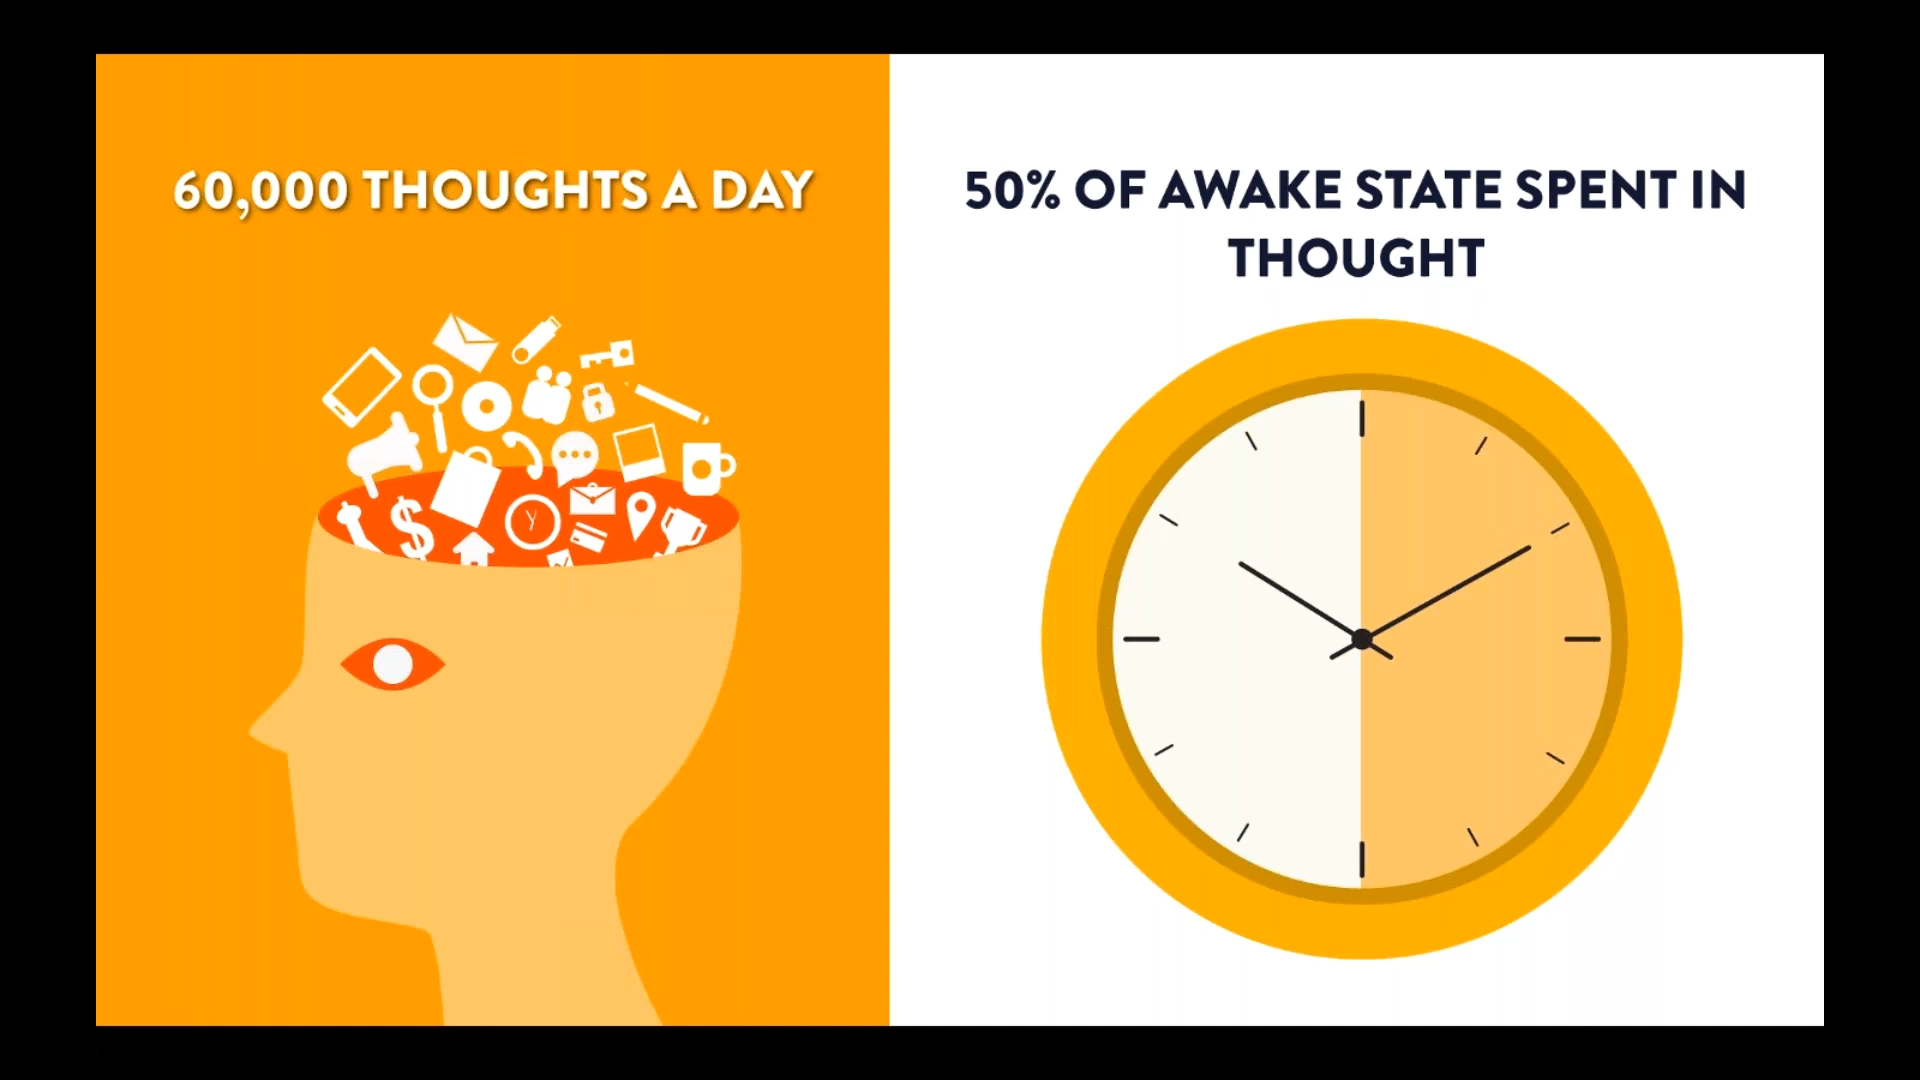 60,000 THOUGHTS A DAY
50% OF AWAKE STATE SPENT IN
THOUGHT
$